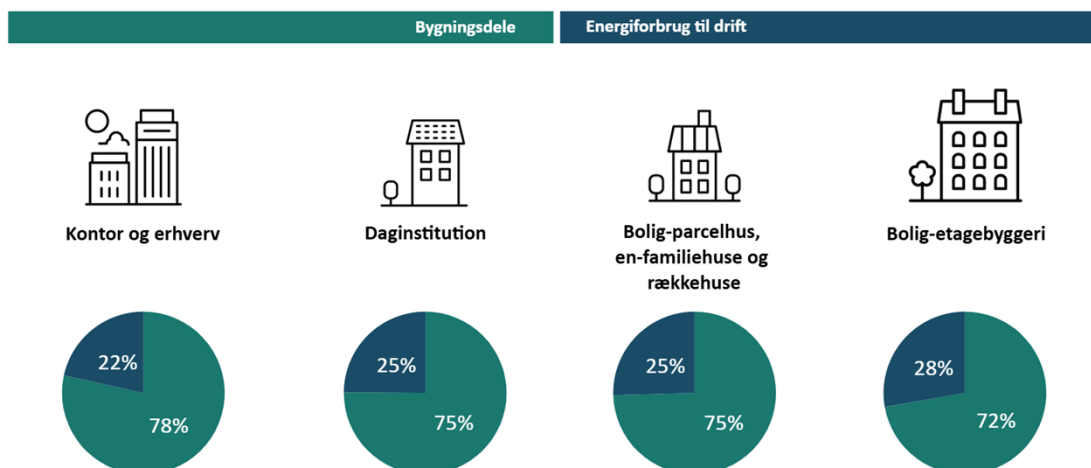 Bygningsdele
Energiforbrug til drift
Kontor og erhverv
Daginstitution
Bolig-parcelhus,
en-familiehuse og
rækkehuse
Bolig-etagebyggeri
22%
78%
25%
75%
25%
75%
28%
72%